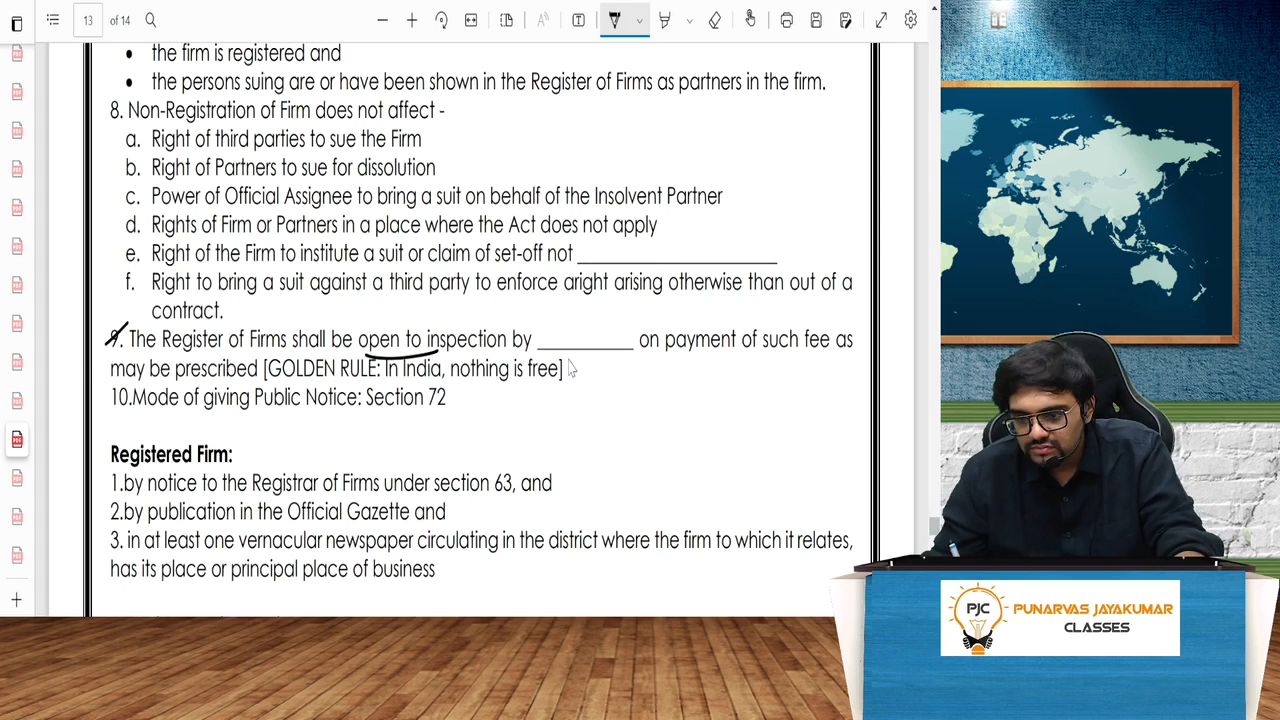 13 of 14
• the firm is registered and
• the persons suing are or have been shown in the Register of Firms as partners in the firm.
8. Non-Registration of Firm does not affect -
a. Right of third parties to sue the Firm
b. Right of Partners to sue for dissolution
c. Power of Official Assignee to bring a suit on behalf of the Insolvent Partner
d. Rights of Firm or Partners in a place where the Act does not apply
e. Right of the Firm to institute a suit or claim of set-off not ____________________
f. Right to bring a suit against a third party to enforce aright arising otherwise than out of a
contract.
9. The Register of Firms shall be open to inspection by __________ on payment of such fee as
may be prescribed [GOLDEN RULE: In India, nothing is free]
10.Mode of giving Public Notice: Section 72
Registered Firm:
1.by notice to the Registrar of Firms under section 63, and
2.by publication in the Official Gazette and
3. in at least one vernacular newspaper circulating in the district where the firm to which it relates,
has its place or principal place of business
PJC
PUNARVAS JAYAKUMAR
CLASSES